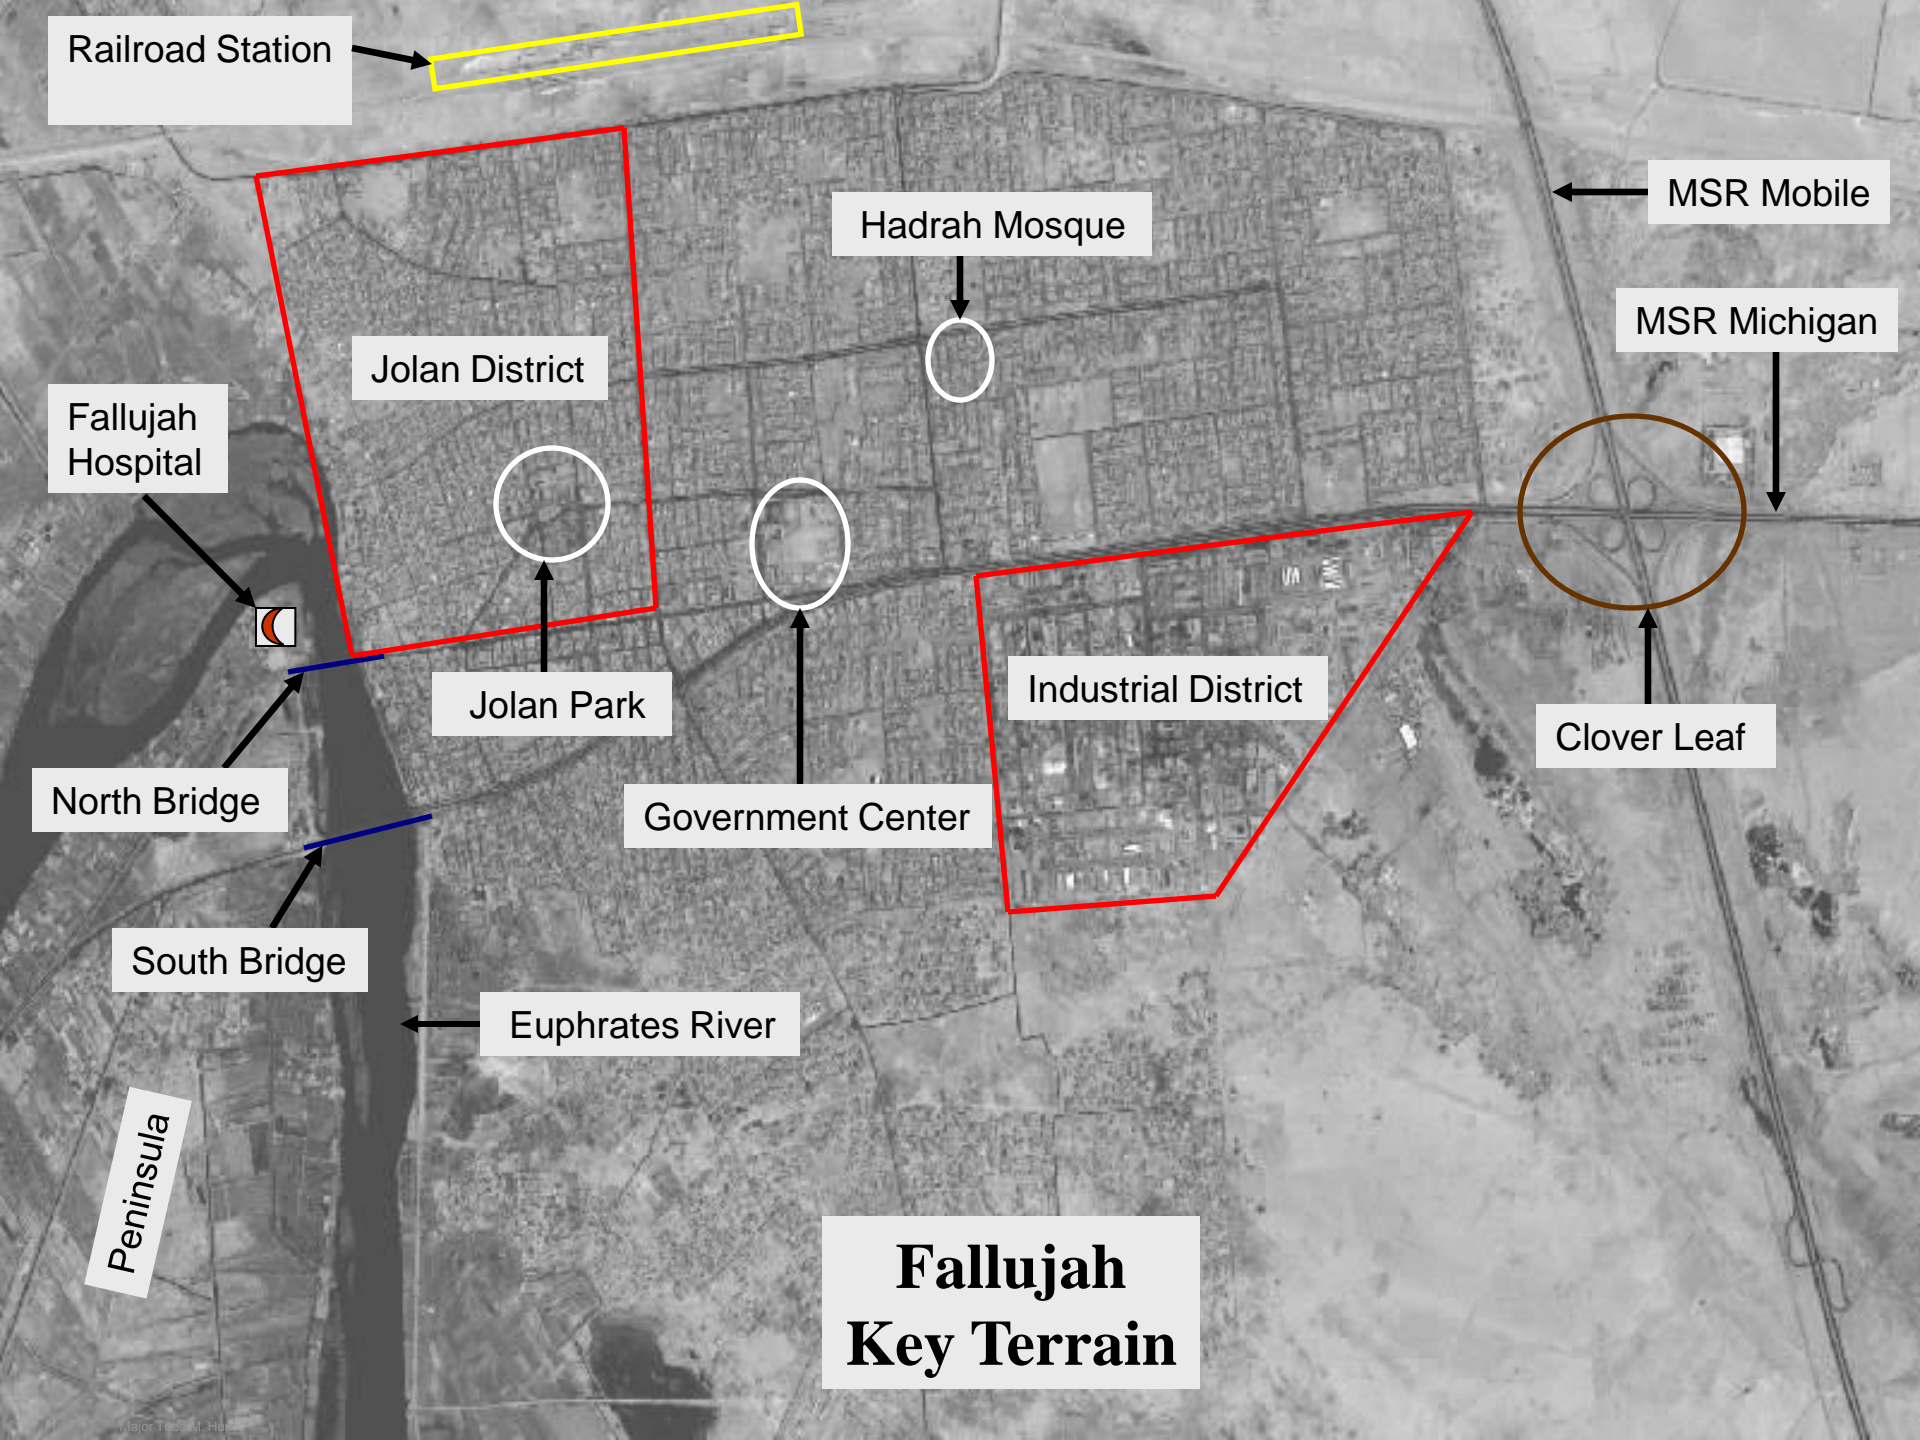 Railroad Station
MSR Mobile
Hadrah Mosque
MSR Michigan
Jolan District
Fallujah
Hospital
Industrial District
Jolan Park
Clover Leaf
North Bridge
Government Center
South Bridge
Euphrates River
Peninsula
Fallujah
Key Terrain
Major